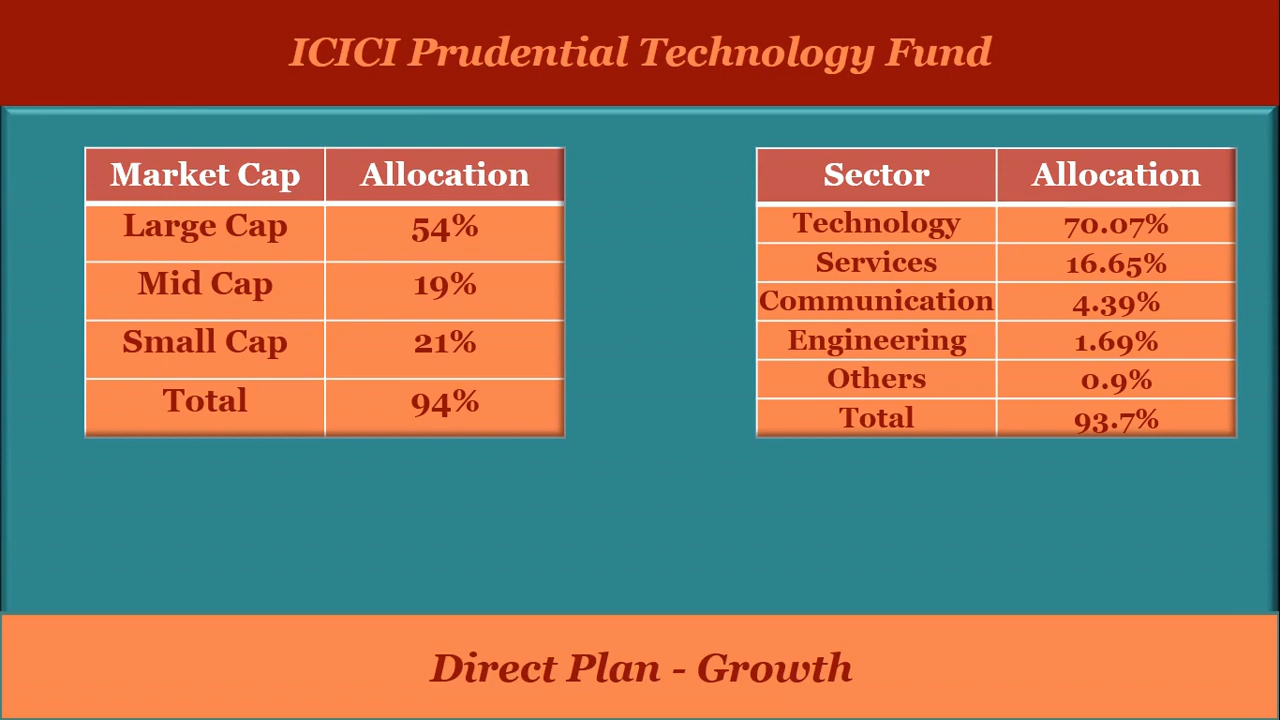 ICICI Prudential Technology Fund
Market Cap Allocation
Large Cap 54%
Mid Cap 19%
Small Cap 21%
Total 94%
Sector Allocation
Technology 70.07%
Services 16.65%
Communication 4.39%
Engineering 1.69%
Others 0.9%
Total 93.7%
Direct Plan - Growth